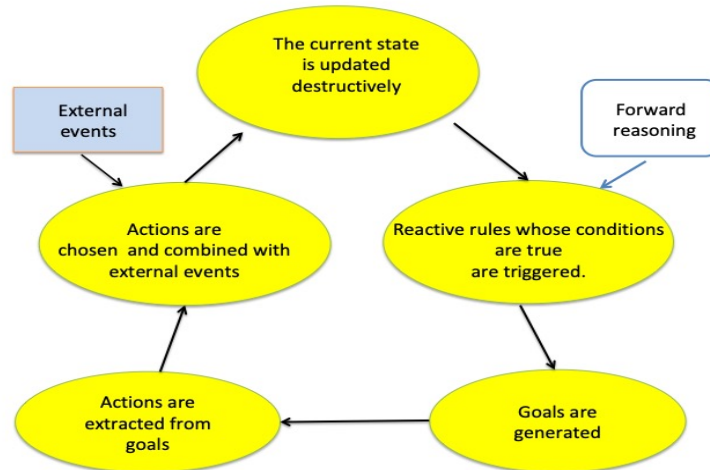 The current state
is updated
destructively
External
events
Forward
reasoning
Actions are
chosen and combined with
external events
Reactive rules whose conditions
are true
are triggered.
Actions are
extracted from
goals
Goals are
generated